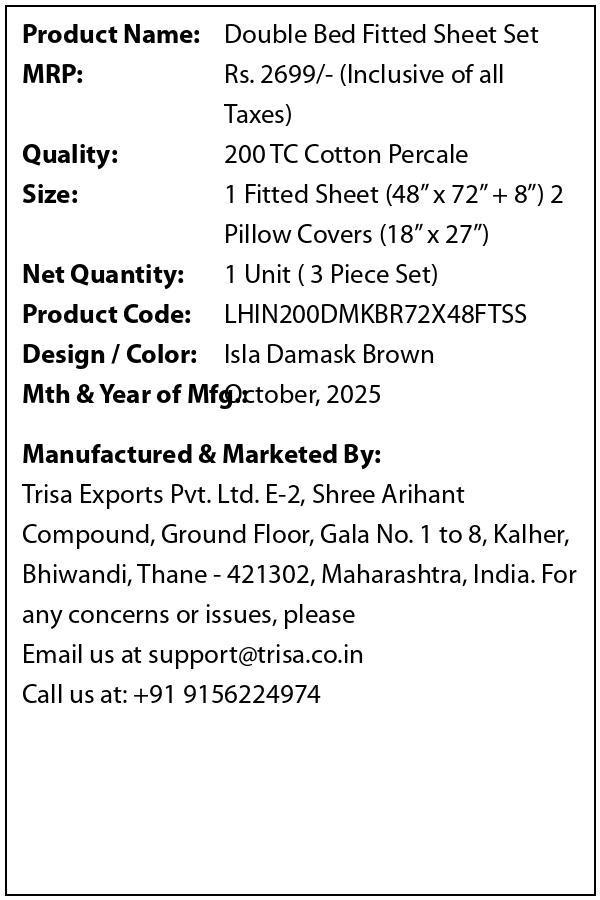 Product Name: Double Bed Fitted Sheet Set
MRP: Rs. 2699/- (Inclusive of all
Taxes)
Quality: 200 TC Cotton Percale
Size: 1 Fitted Sheet (48” x 72” + 8”) 2
Pillow Covers (18” x 27”)
Net Quantity: 1 Unit ( 3 Piece Set)
Product Code: LHIN200DMKBR72X48FTSS
Design / Color: Isla Damask Brown
Mth & Year of Mfg.: October, 2025
Manufactured & Marketed By:
Trisa Exports Pvt. Ltd. E-2, Shree Arihant
Compound, Ground Floor, Gala No. 1 to 8, Kalher,
Bhiwandi, Thane - 421302, Maharashtra, India. For
any concerns or issues, please
Email us at support@trisa.co.in
Call us at: +91 9156224974